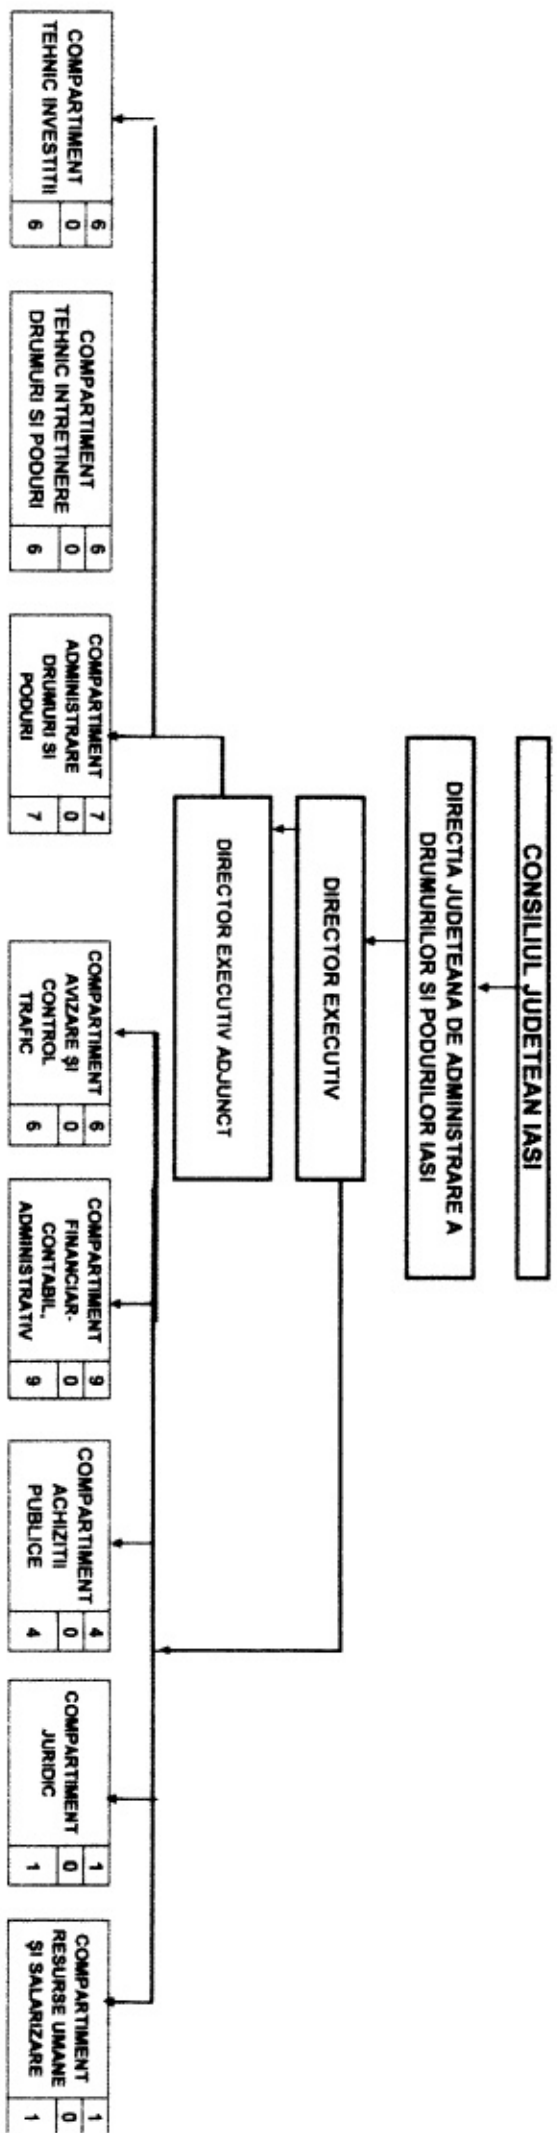 CONSILIUL JUDETEAN IASI
DIRECTIA JUDETEANA DE ADMINISTRARE A
DRUMURILOR SI PODURILOR IASI
DIRECTOR EXECUTIV
DIRECTOR EXECUTIV ADJUNCT
COMPARTIMENT
TEHNIC INVESTITII
6
0
6
COMPARTIMENT
TEHNIC INTRETINERE
DRUMURI SI PODURI
6
0
6
COMPARTIMENT
ADMINISTRARE
DRUMURI SI
PODURI
7
0
7
COMPARTIMENT
AVIZARE ŞI
CONTROL
TRAFIC
6
0
6
COMPARTIMENT
FINANCIAR-
CONTABIL,
ADMINISTRATIV
9
0
9
COMPARTIMENT
ACHIZITII
PUBLICE
4
0
4
COMPARTIMENT
JURIDIC
1
0
1
COMPARTIMENT
RESURSE UMANE
ŞI SALARIZARE
1
0
1